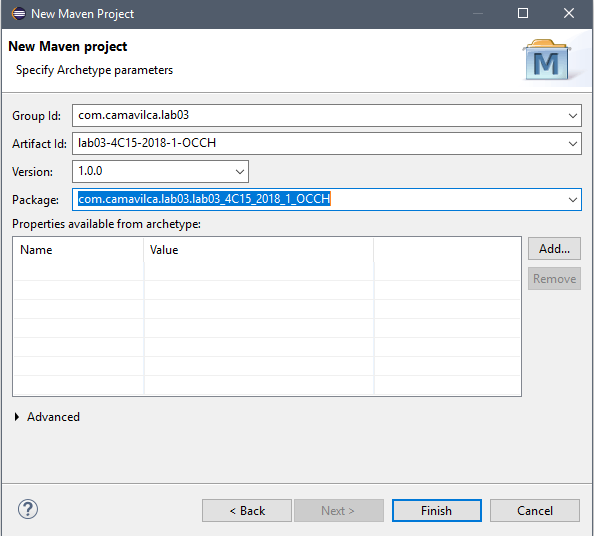 New Maven Project
New Maven project
Specify Archetype parameters
M
Group Id: com.camavilca.lab03
Artifact Id: lab03-4C15-2018-1-OCCH
Version: 1.0.0
Package: com.camavilca.lab03.lab03_4C15_2018_1_OCCH
Properties available from archetype:
Name Value
Add...
Remove
Advanced
? < Back Next > Finish Cancel